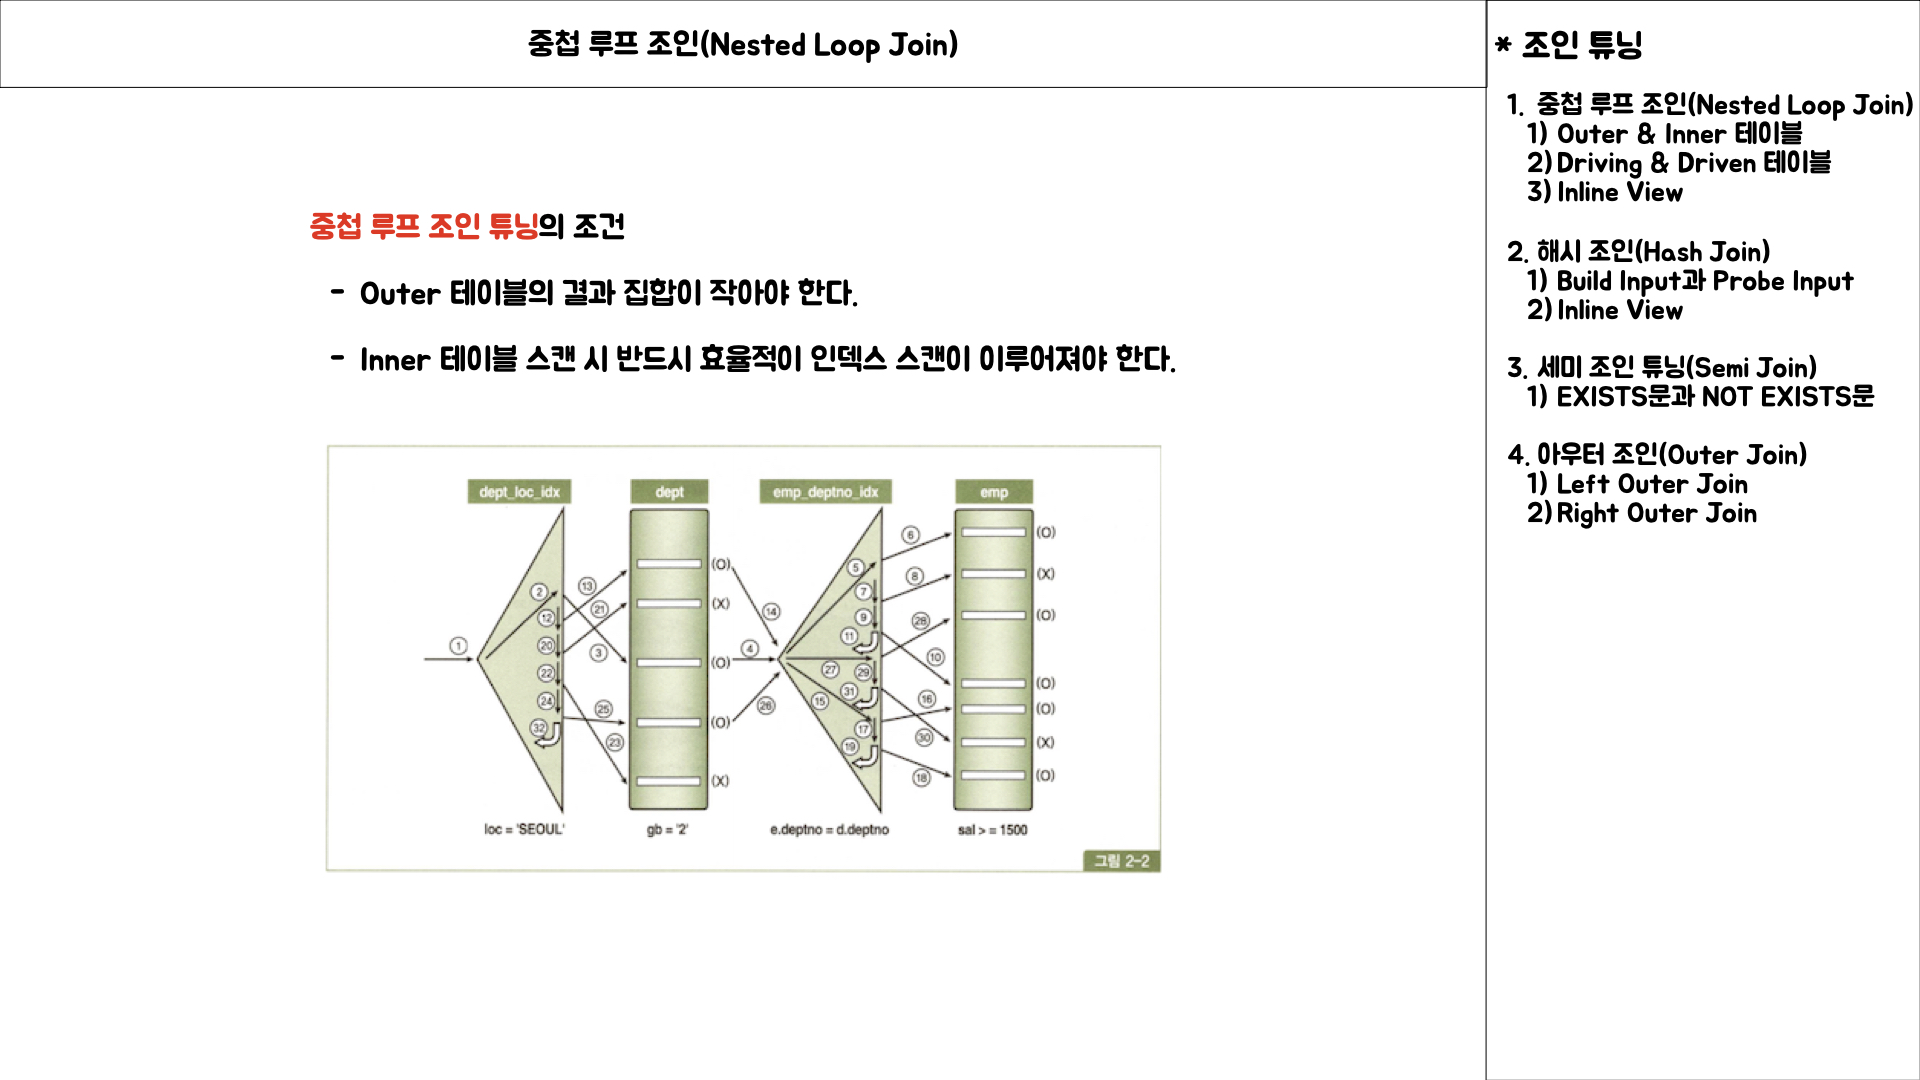 중첩 루프 조인(Nested Loop Join)
중첩 루프 조인 튜닝의 조건
- Outer 테이블의 결과 집합이 작아야 한다.
- Inner 테이블 스캔 시 반드시 효율적이 인덱스 스캔이 이루어져야 한다.
dept_loc_idx dept emp_deptno_idx emp
6 (O)
(O) 5
13 8 (X)
2 7
21 (X) 14
12 9 28 (O)
1 20 3 4 11
(O) 10
22 27 29 (O)
24 25 31 16
26 15 (O)
32 (O) 17
23 19 30 (X)
(X) 18 (O)
loc = 'SEOUL' gb = '2' e.deptno = d.deptno sal > = 1500
그림 2-2
* 조인 튜닝
1. 중첩 루프 조인(Nested Loop Join)
1) Outer & Inner 테이블
2) Driving & Driven 테이블
3) Inline View
2. 해시 조인(Hash Join)
1) Build Input과 Probe Input
2) Inline View
3. 세미 조인 튜닝(Semi Join)
1) EXISTS문과 NOT EXISTS문
4. 아우터 조인(Outer Join)
1) Left Outer Join
2) Right Outer Join